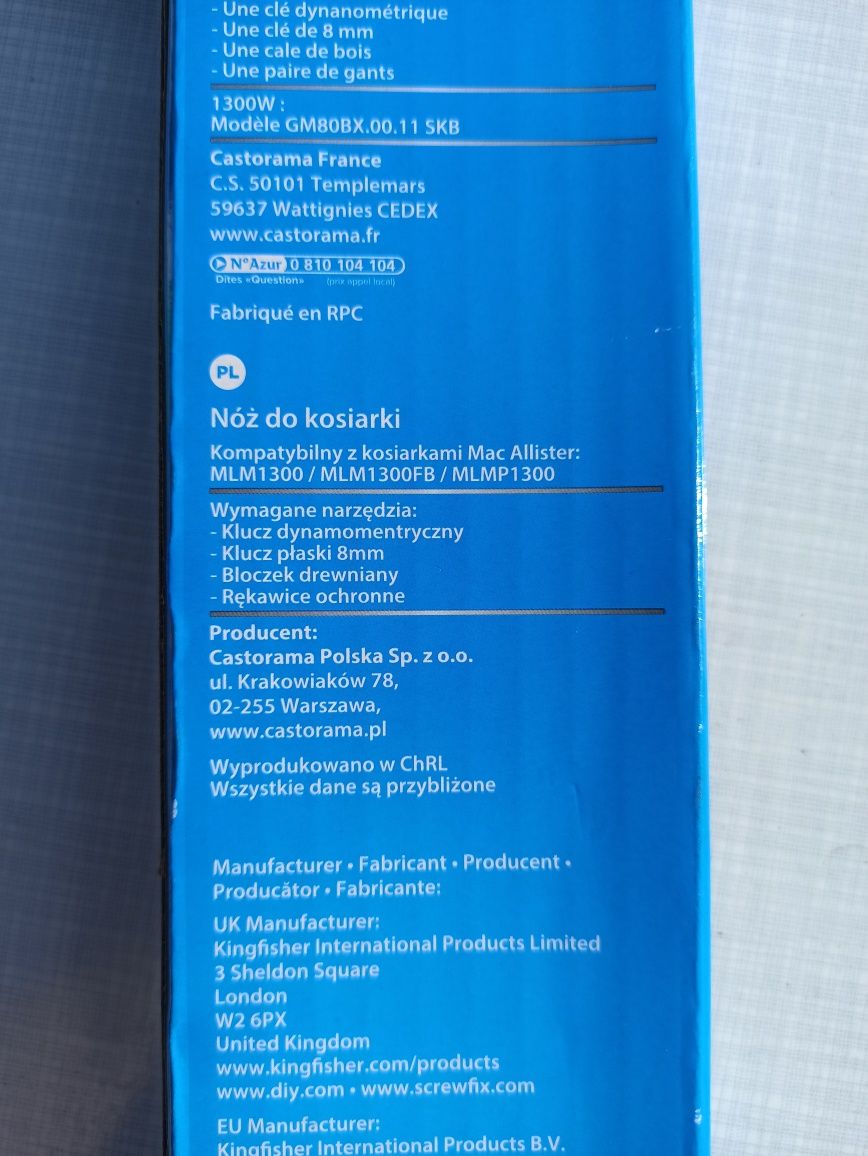 - Une clé dynanométrique
- Une clé de 8 mm
- Une cale de bois
- Une paire de gants
1300W :
Modèle GM80BX.00.11 SKB
Castorama France
C.S. 50101 Templemars
59637 Wattignies CEDEX
www.castorama.fr
N°Azur 0 810 104 104
Dites «Question» (prix appel local)
Fabriqué en RPC
PL
Nóż do kosiarki
Kompatybilny z kosiarkami Mac Allister:
MLM1300 / MLM1300FB / MLMP1300
Wymagane narzędzia:
- Klucz dynamomentryczny
- Klucz płaski 8mm
- Bloczek drewniany
- Rękawice ochronne
Producent:
Castorama Polska Sp. z o.o.
ul. Krakowiaków 78,
02-255 Warszawa,
www.castorama.pl
Wyprodukowano w ChRL
Wszystkie dane są przybliżone
Manufacturer • Fabricant • Producent •
Producător • Fabricante:
UK Manufacturer:
Kingfisher International Products Limited
3 Sheldon Square
London
W2 6PX
United Kingdom
www.kingfisher.com/products
www.diy.com • www.screwfix.com
EU Manufacturer:
Kingfisher International Products B.V.